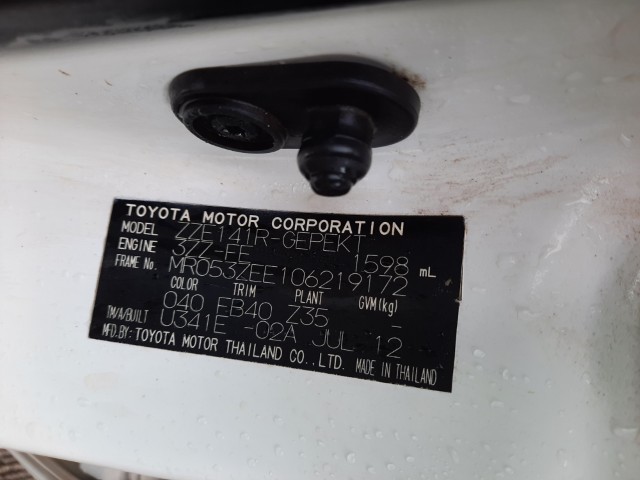 TOYOTA MOTOR CORPORATION
MODEL ZZE141R-GEPEKT
ENGINE 3ZZ-FE 1598 mL
FRAME No. MR053ZEE106219172
COLOR TRIM PLANT GVM(kg)
040 FB40 Z35 -
TM/A/BUILT U341E -02A JUL 12
MFD.BY: TOYOTA MOTOR THAILAND CO.,LTD. MADE IN THAILAND